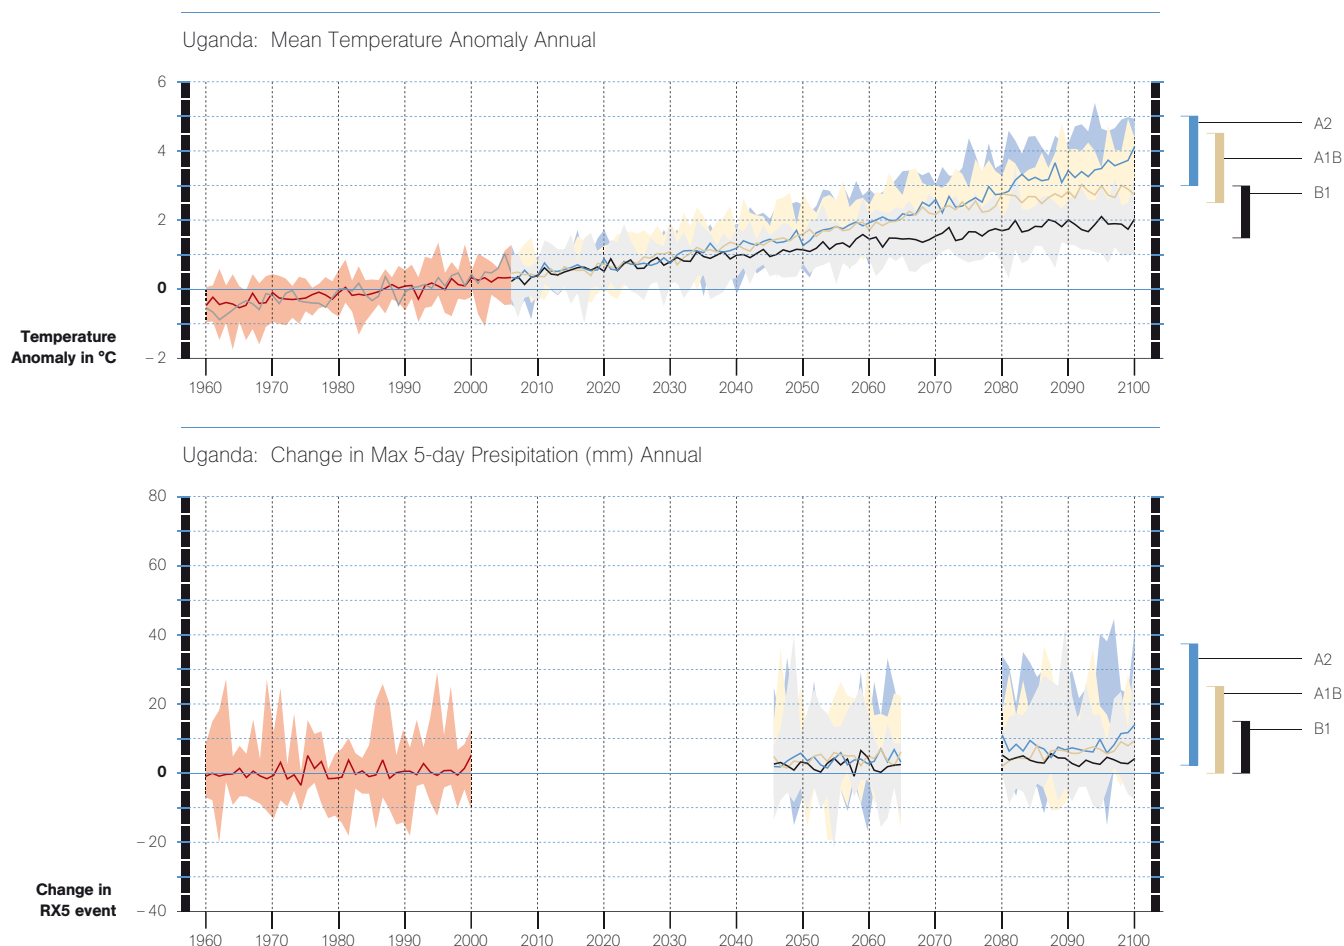 Uganda: Mean Temperature Anomaly Annual
6
4
2
0
– 2
Temperature
Anomaly in °C
1960 1970 1980 1990 2000 2010 2020 2030 2040 2050 2060 2070 2080 2090 2100
A2
A1B
B1
Uganda: Change in Max 5-day Presipitation (mm) Annual
80
60
40
20
0
– 20
– 40
Change in
RX5 event
1960 1970 1980 1990 2000 2010 2020 2030 2040 2050 2060 2070 2080 2090 2100
A2
A1B
B1